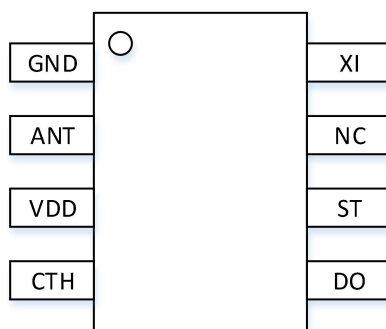 GND XI
ANT NC
VDD ST
CTH DO